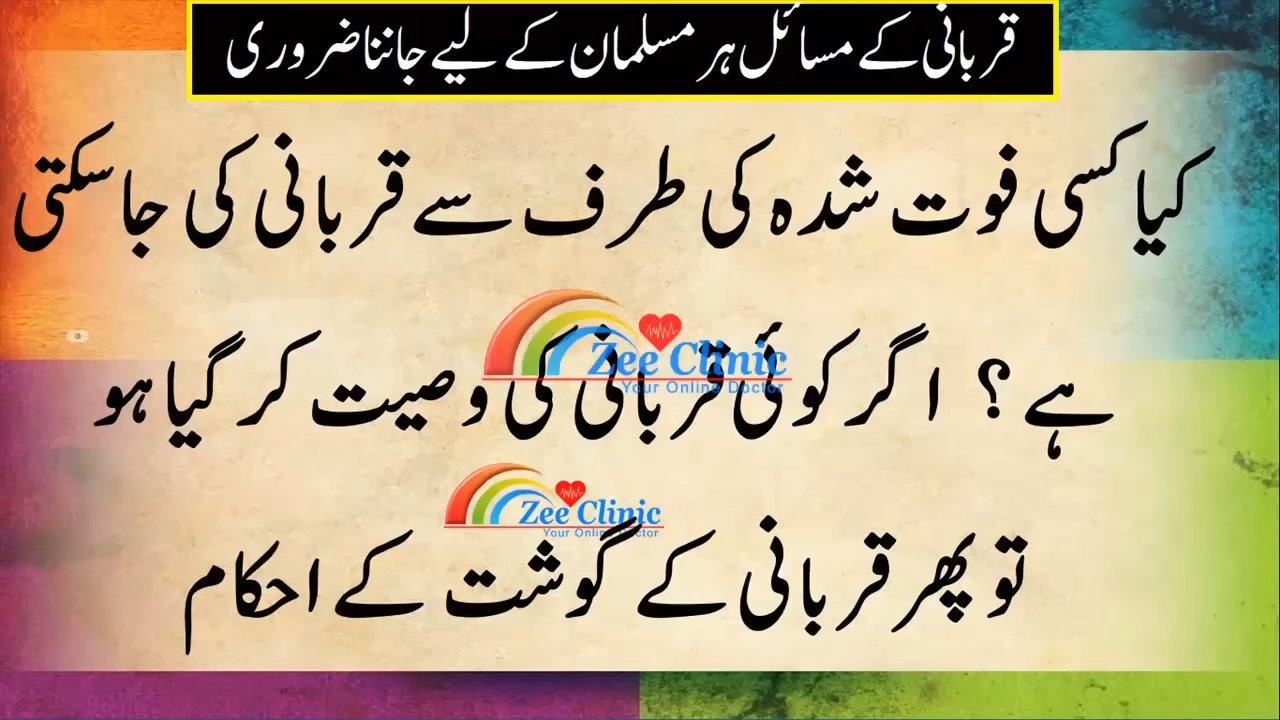 قربانی کے مسائل ہر مسلمان کے لیے جاننا ضروری
کیا کسی فوت شدہ کی طرف سے قربانی کی جا سکتی
ہے ؟ اگر کوئی قربانی کی وصیت کر گیا ہو
Zee Clinic
Your Online Doctor
Zee Clinic
Your Online Doctor
تو پھر قربانی کے گوشت کے احکام